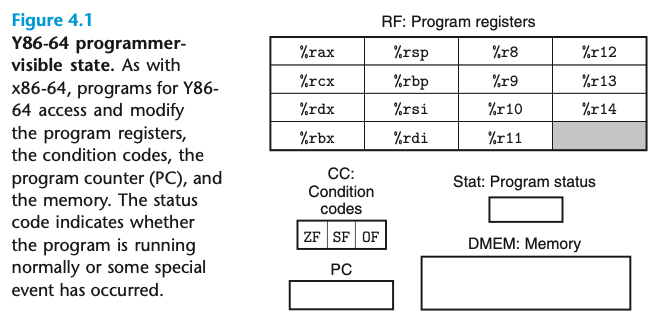 Figure 4.1
Y86-64 programmer-
visible state. As with
x86-64, programs for Y86-
64 access and modify
the program registers,
the condition codes, the
program counter (PC), and
the memory. The status
code indicates whether
the program is running
normally or some special
event has occurred.
RF: Program registers
%rax %rsp %r8 %r12
%rcx %rbp %r9 %r13
%rdx %rsi %r10 %r14
%rbx %rdi %r11
CC:
Condition
codes
ZF SF OF
PC
Stat: Program status
DMEM: Memory